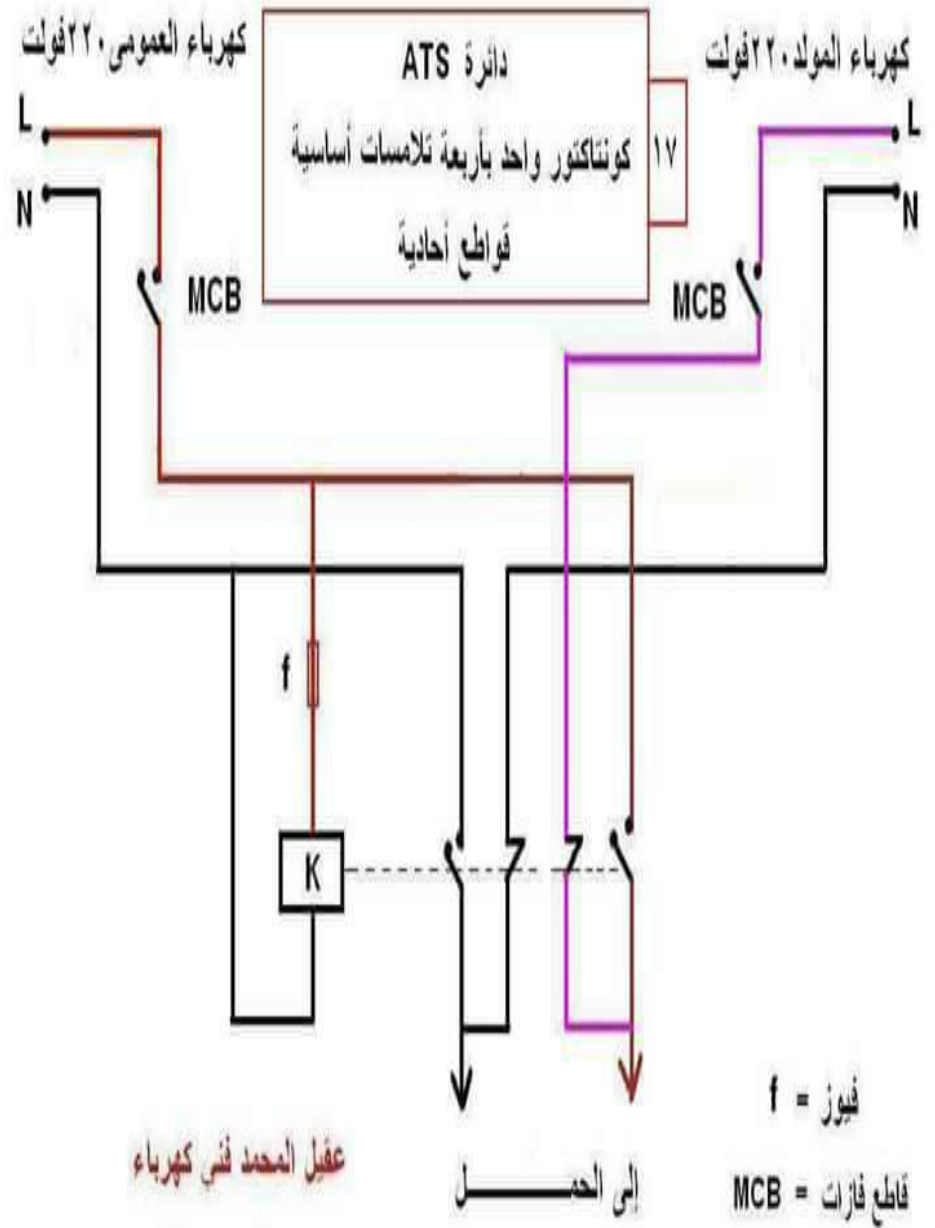 كهرباء العمومى ٢٢٠فولت
دائرة ATS
كونتاكتور واحد بأربعة تلامسات أساسية
قواطع أحادية
١٧
كهرباء المولد ٢٢٠فولت
L
N
L
N
MCB
MCB
f
K
f = فيوز
MCB = قاطع فازات
إلى الحمـــــل
عقيل المحمد فني كهرباء